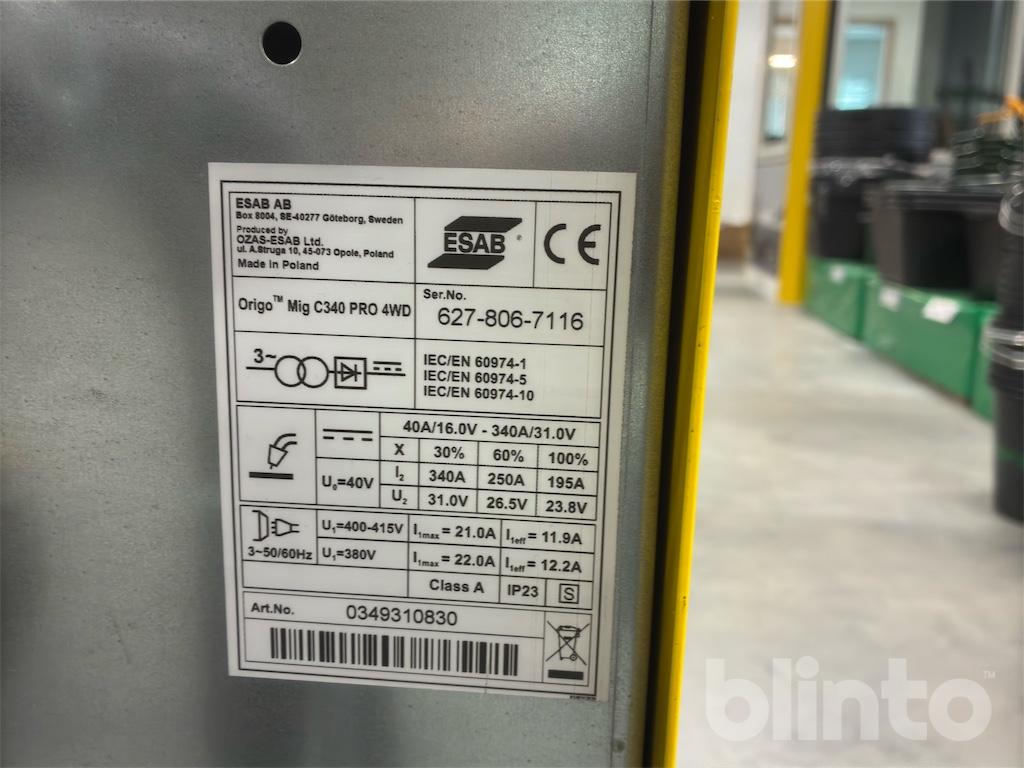 ESAB AB
Box 8004, SE-40277 Göteborg, Sweden
Produced by
OZAS-ESAB Ltd.
ul. A.Struga 10, 45-073 Opole, Poland
Made in Poland
ESAB®
CE
Origo™ Mig C340 PRO 4WD
Ser.No.
627-806-7116
3~
IEC/EN 60974-1
IEC/EN 60974-5
IEC/EN 60974-10
40A/16.0V - 340A/31.0V
X 30% 60% 100%
U₀=40V
I₂ 340A 250A 195A
U₂ 31.0V 26.5V 23.8V
3~50/60Hz
U₁=400-415V I₁max = 21.0A I₁eff = 11.9A
U₁=380V I₁max = 22.0A I₁eff = 12.2A
Class A IP23 S
Art.No. 0349310830
blinto™